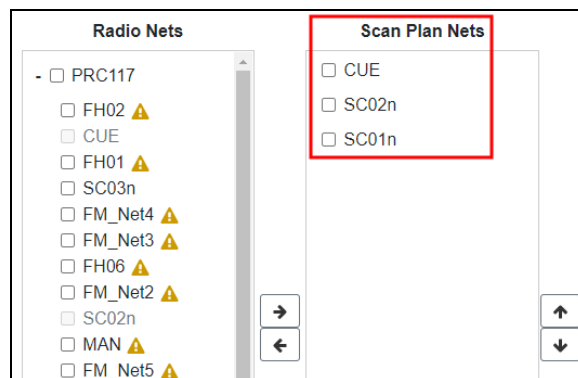 Radio Nets
- PRC117
FH02
CUE
FH01
SC03n
FM_Net4
FM_Net3
FH06
FM_Net2
SC02n
MAN
FM_Net5
Scan Plan Nets
CUE
SC02n
SC01n